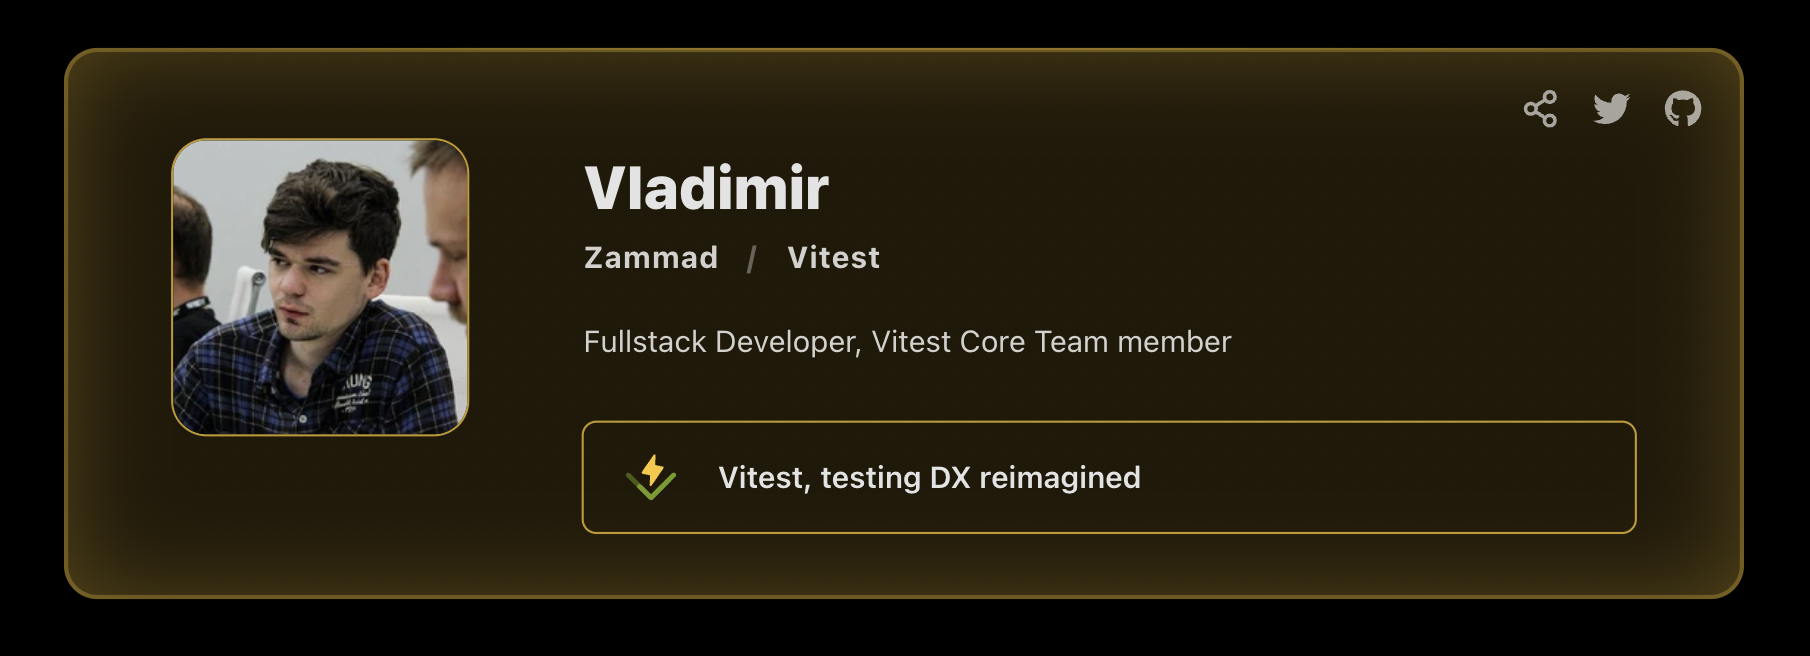 Vladimir
Zammad / Vitest
Fullstack Developer, Vitest Core Team member
Vitest, testing DX reimagined